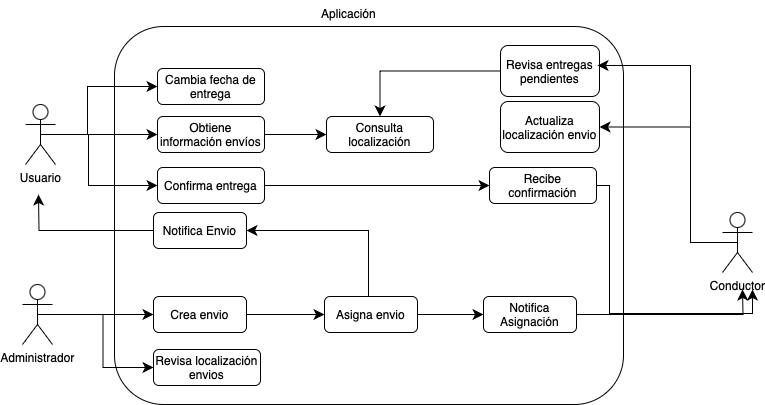 Aplicación
Cambia fecha de
entrega
Revisa entregas
pendientes
Obtiene
información envíos
Consulta
localización
Actualiza
localización envio
Usuario
Confirma entrega
Recibe
confirmación
Notifica Envio
Conductor
Administrador
Crea envio
Asigna envio
Notifica
Asignación
Revisa localización
envios